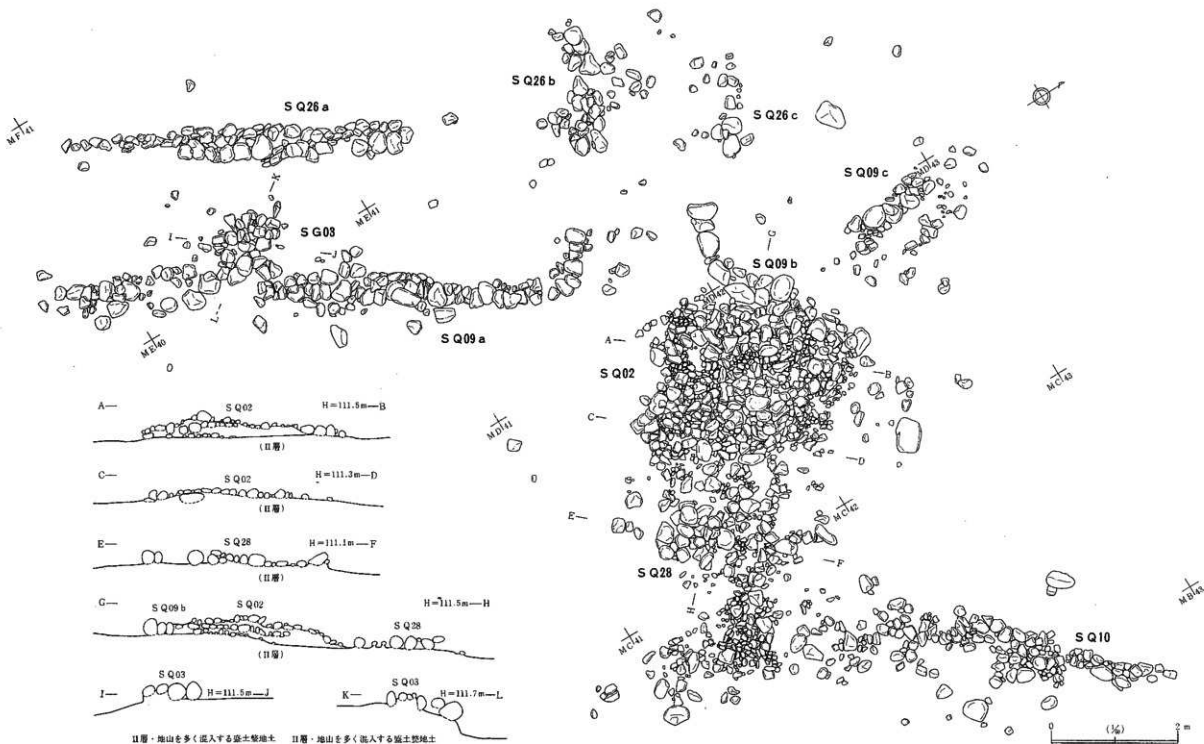 SQ26a
SQ26b
SQ26c
MF41
K
ME41
SG03
I
J
L
SQ09a
ME40
SQ09c
MD43
G
SQ09b
MD42
A
SQ02
B
MC43
C
D
MD41
E
MC42
SQ28
F
H
MB43
MC41
SQ10
A— SQ02 H=111.5m—B
(II層)
C— SQ02 H=111.3m—D
(II層)
E— SQ28 H=111.1m—F
(II層)
G— SQ09b SQ02 H=111.5m—H
SQ28
(II層)
I— SQ03 H=111.5m—J
K— SQ03 H=111.7m—L
II層・地山を多く混入する盛土整地土 II層・地山を多く混入する盛土整地土
0 2m